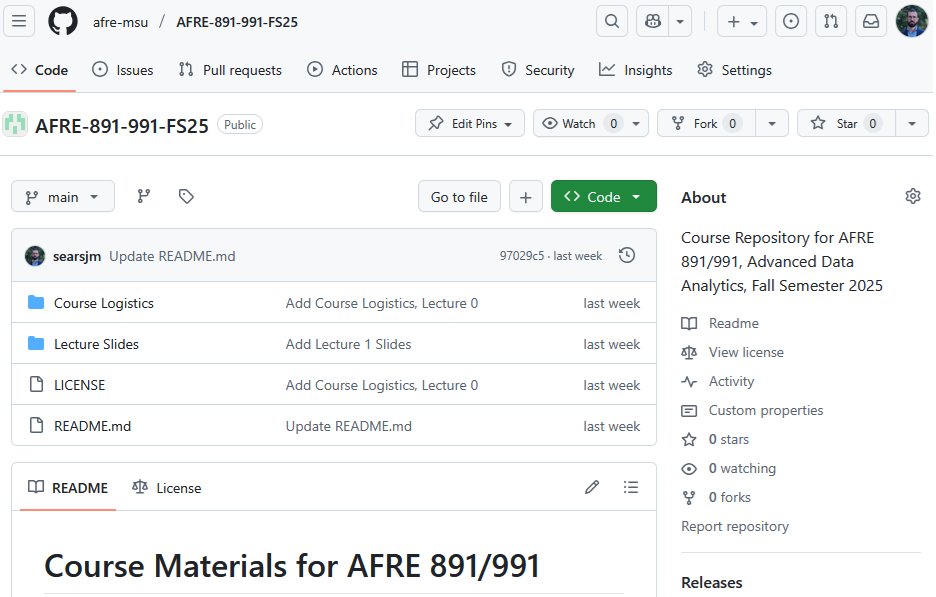 afre-msu / AFRE-891-991-FS25
Code Issues Pull requests Actions Projects Security Insights Settings
AFRE-891-991-FS25 Public Edit Pins Watch 0 Fork 0 Star 0
main Go to file Code
searsjm Update README.md 97029c5 · last week
Course Logistics Add Course Logistics, Lecture 0 last week
Lecture Slides Add Lecture 1 Slides last week
LICENSE Add Course Logistics, Lecture 0 last week
README.md Update README.md last week
README License
Course Materials for AFRE 891/991
About
Course Repository for AFRE
891/991, Advanced Data
Analytics, Fall Semester 2025
Readme
View license
Activity
Custom properties
0 stars
0 watching
0 forks
Report repository
Releases